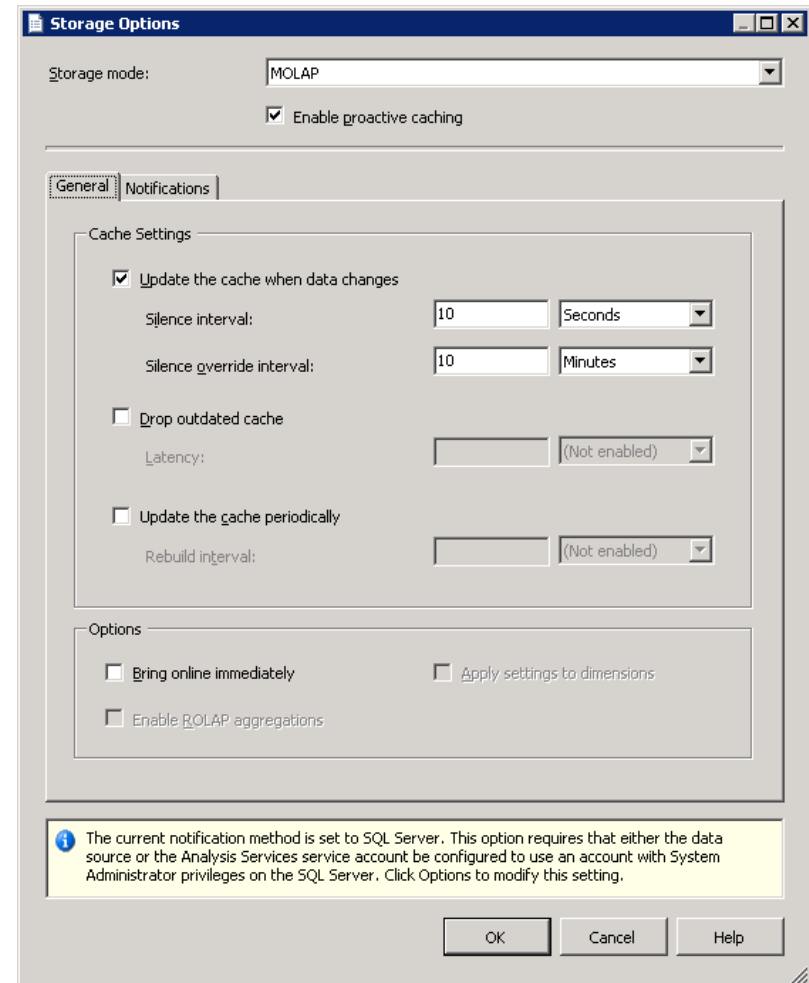 Storage Options
Storage mode:
MOLAP
Enable proactive caching
General
Notifications
Cache Settings
Update the cache when data changes
Silence interval:
10
Seconds
Silence override interval:
10
Minutes
Drop outdated cache
Latency:
(Not enabled)
Update the cache periodically
Rebuild interval:
(Not enabled)
Options
Bring online immediately
Apply settings to dimensions
Enable ROLAP aggregations
The current notification method is set to SQL Server. This option requires that either the data
source or the Analysis Services service account be configured to use an account with System
Administrator privileges on the SQL Server. Click Options to modify this setting.
OK
Cancel
Help